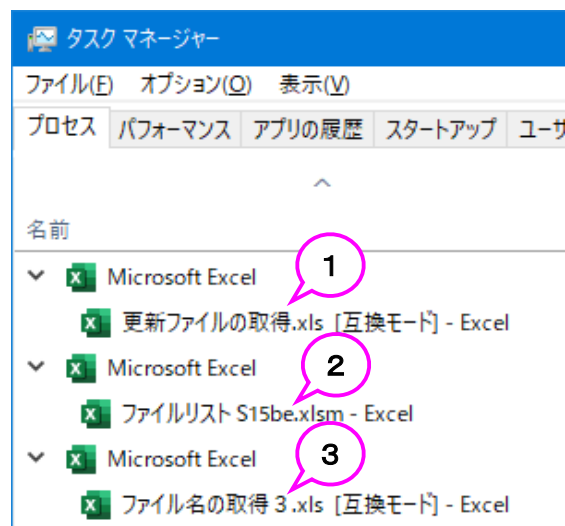 タスク マネージャー
ファイル(F) オプション(O) 表示(V)
プロセス パフォーマンス アプリの履歴 スタートアップ ユーサ
名前
Microsoft Excel
1
更新ファイルの取得.xls [互換モード] - Excel
Microsoft Excel
2
ファイルリスト S15be.xlsm - Excel
Microsoft Excel
3
ファイル名の取得３.xls [互換モード] - Excel